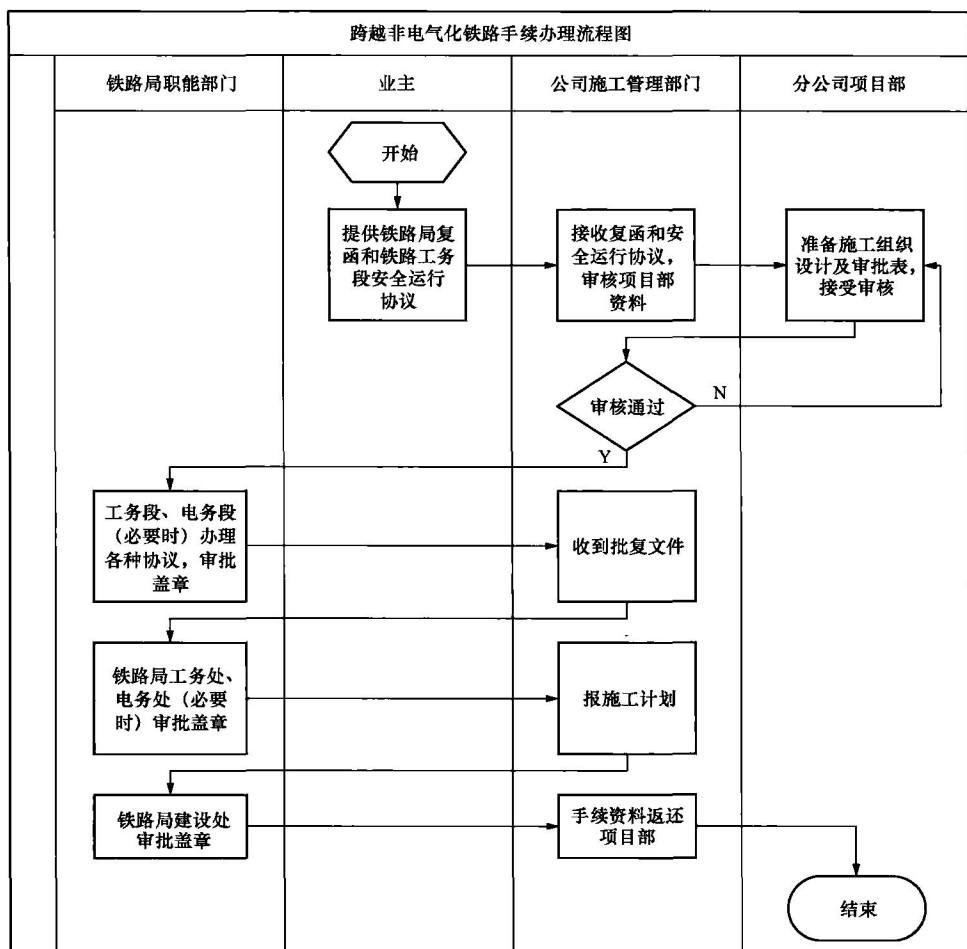 跨越非电气化铁路手续办理流程图
铁路局职能部门
业主
公司施工管理部门
分公司项目部
开始
提供铁路局复
函和铁路工务
段安全运行
协议
接收复函和安
全运行协议，
审核项目部
资料
准备施工组织
设计及审批表，
接受审核
审核通过
N
Y
工务段、电务段
（必要时）办理
各种协议，审批
盖章
收到批复文件
铁路局工务处、
电务处（必要
时）审批盖章
报施工计划
铁路局建设处
审批盖章
手续资料返还
项目部
结束